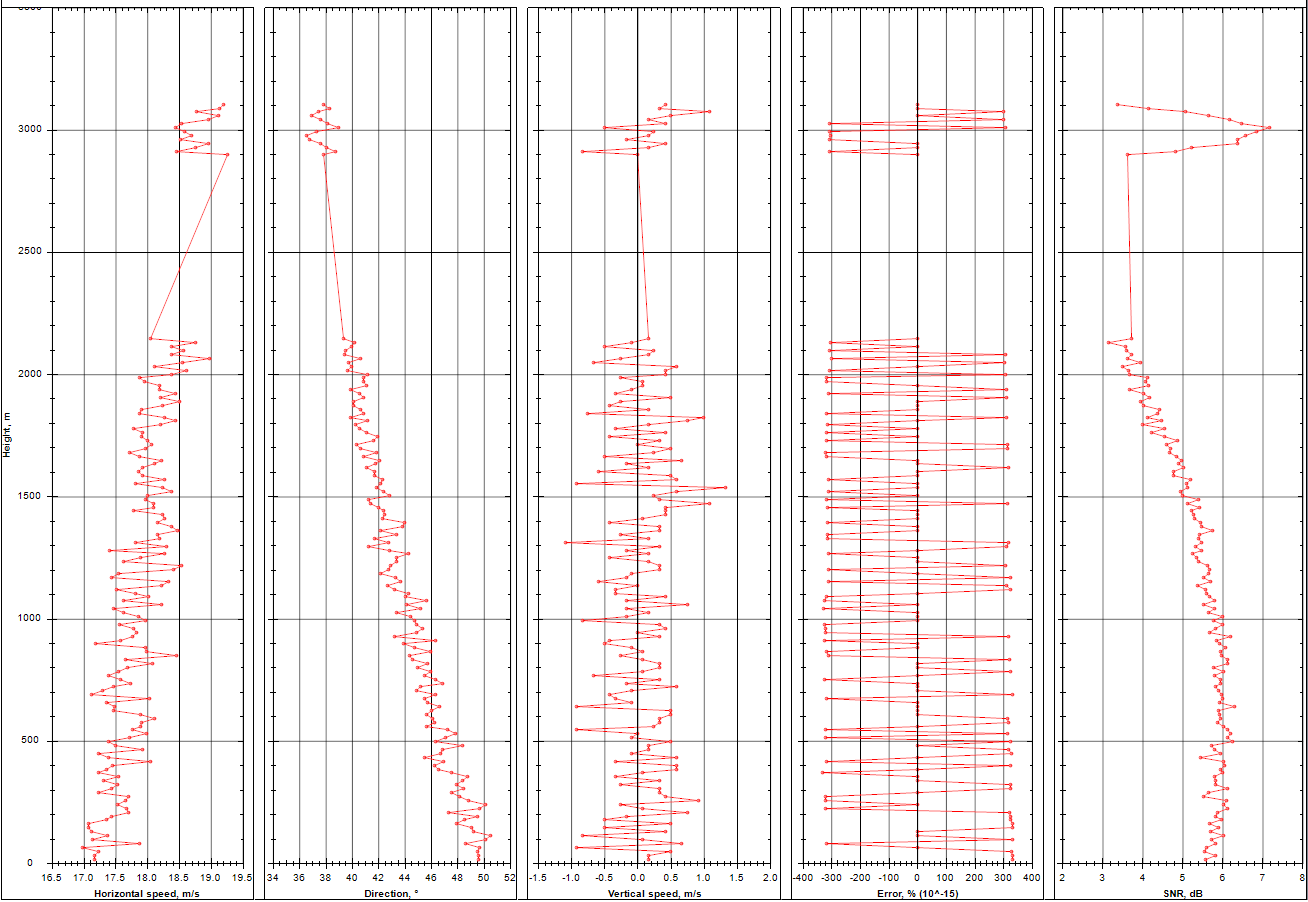 3500
3000
2500
2000
Height, m
1500
1000
500
0
16.5 17.0 17.5 18.0 18.5 19.0 19.5
Horizontal speed, m/s
34 36 38 40 42 44 46 48 50 52
Direction, °
-1.5 -1.0 -0.5 0.0 0.5 1.0 1.5 2.0
Vertical speed, m/s
-400 -300 -200 -100 0 100 200 300 400
Error, % (10^-15)
2 3 4 5 6 7 8
SNR, dB